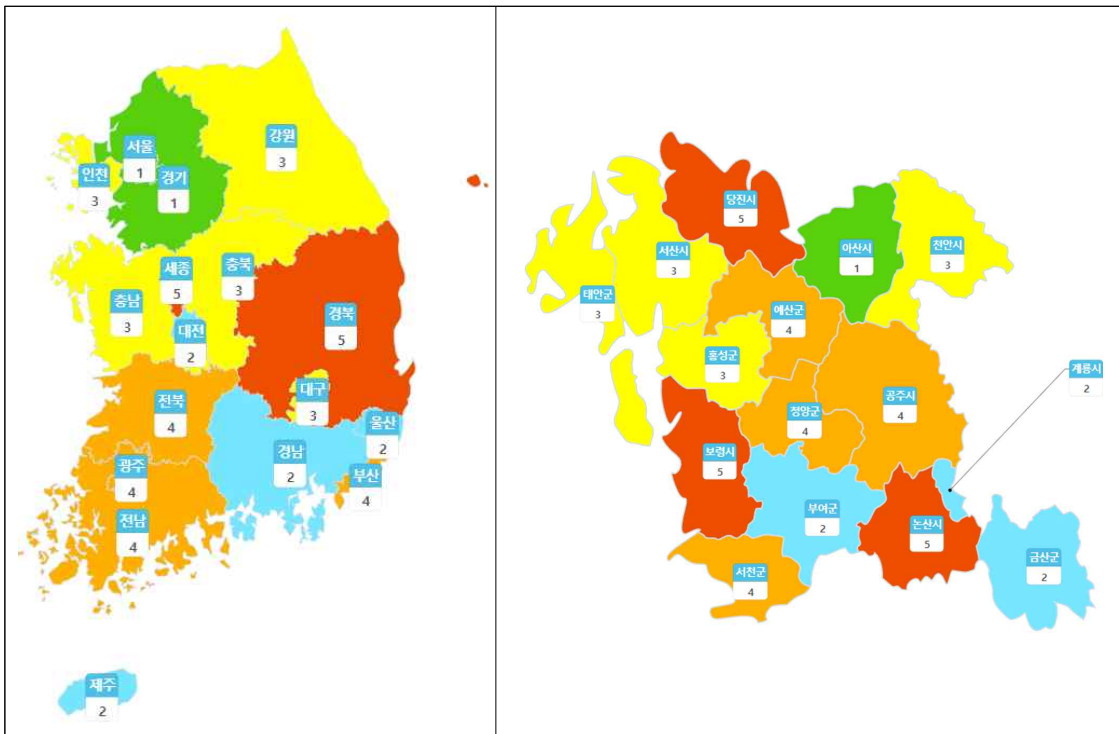 서울
1
경기
1
인천
3
강원
3
세종
5
충북
3
충남
3
대전
2
경북
5
대구
3
전북
4
울산
2
경남
2
부산
4
광주
4
전남
4
제주
2
당진시
5
아산시
1
천안시
3
서산시
3
태안군
3
예산군
4
홍성군
3
계룡시
2
공주시
4
청양군
4
보령시
5
부여군
2
논산시
5
금산군
2
서천군
4